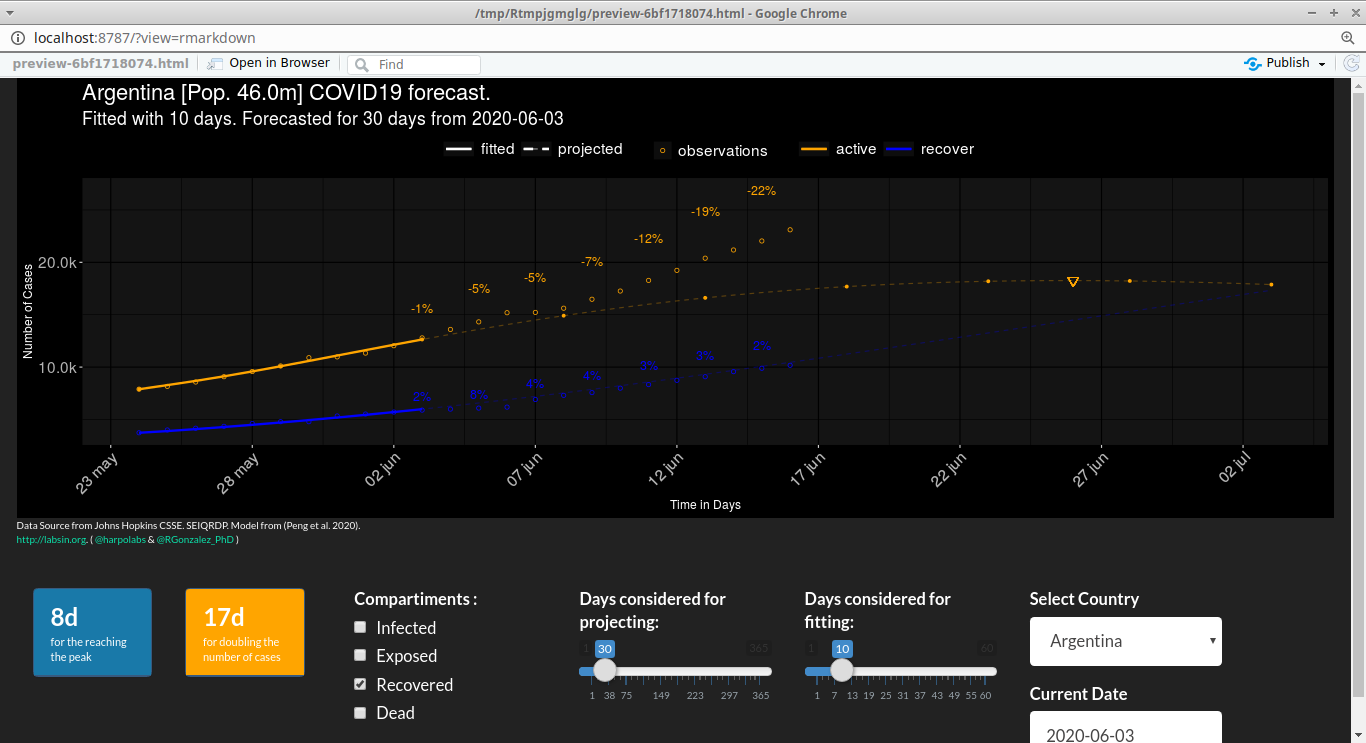 /tmp/Rtmpjgmglg/preview-6bf1718074.html - Google Chrome
localhost:8787/?view=rmarkdown
preview-6bf1718074.html Open in Browser Find Publish
Argentina [Pop. 46.0m] COVID19 forecast.
Fitted with 10 days. Forecasted for 30 days from 2020-06-03
fitted projected observations active recover
-22%
-19%
-12%
-7%
-5%
-5%
-1%
20.0k
10.0k
Number of Cases
2% 4% 3% 3% 2%
23 may 28 may 02 jun 07 jun 12 jun 17 jun 22 jun 27 jun 02 jul
Time in Days
Data Source from Johns Hopkins CSSE. SEIQRDP. Model from (Peng et al. 2020).
http://labsin.org. ( @harpolabs & @RGonzalez_PhD )
8d
for the reaching
the peak
17d
for doubling the
number of cases
Compartiments :
Infected
Exposed
Recovered
Dead
Days considered for
projecting:
1 30 365
1 38 75 149 223 297 365
Days considered for
fitting:
1 10 60
1 7 13 19 25 31 37 43 49 55 60
Select Country
Argentina
Current Date
2020-06-03